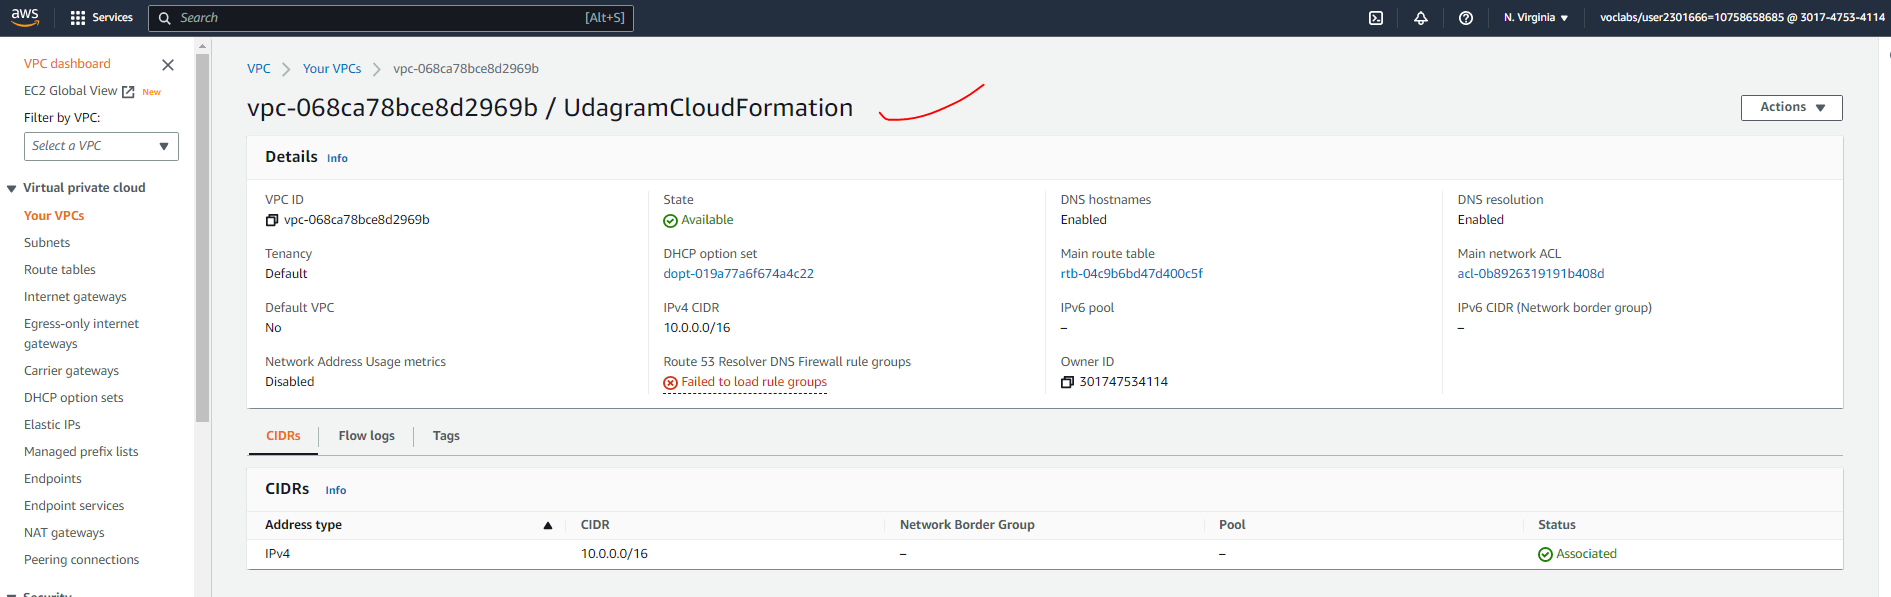 aws
Services
Search
[Alt+S]
N. Virginia
voclabs/user2301666=10758658685 @ 3017-4753-4114
VPC dashboard
EC2 Global View New
Filter by VPC:
Select a VPC
Virtual private cloud
Your VPCs
Subnets
Route tables
Internet gateways
Egress-only internet
gateways
Carrier gateways
DHCP option sets
Elastic IPs
Managed prefix lists
Endpoints
Endpoint services
NAT gateways
Peering connections
Security
VPC Your VPCs vpc-068ca78bce8d2969b
vpc-068ca78bce8d2969b / UdagramCloudFormation
Actions
Details Info
VPC ID
vpc-068ca78bce8d2969b
State
Available
DNS hostnames
Enabled
DNS resolution
Enabled
Tenancy
Default
DHCP option set
dopt-019a77a6f674a4c22
Main route table
rtb-04c9b6bd47d400c5f
Main network ACL
acl-0b8926319191b408d
Default VPC
No
IPv4 CIDR
10.0.0.0/16
IPv6 pool
–
IPv6 CIDR (Network border group)
–
Network Address Usage metrics
Disabled
Route 53 Resolver DNS Firewall rule groups
Failed to load rule groups
Owner ID
301747534114
CIDRs
Flow logs
Tags
CIDRs Info
Address type CIDR Network Border Group Pool Status
IPv4 10.0.0.0/16 – – Associated